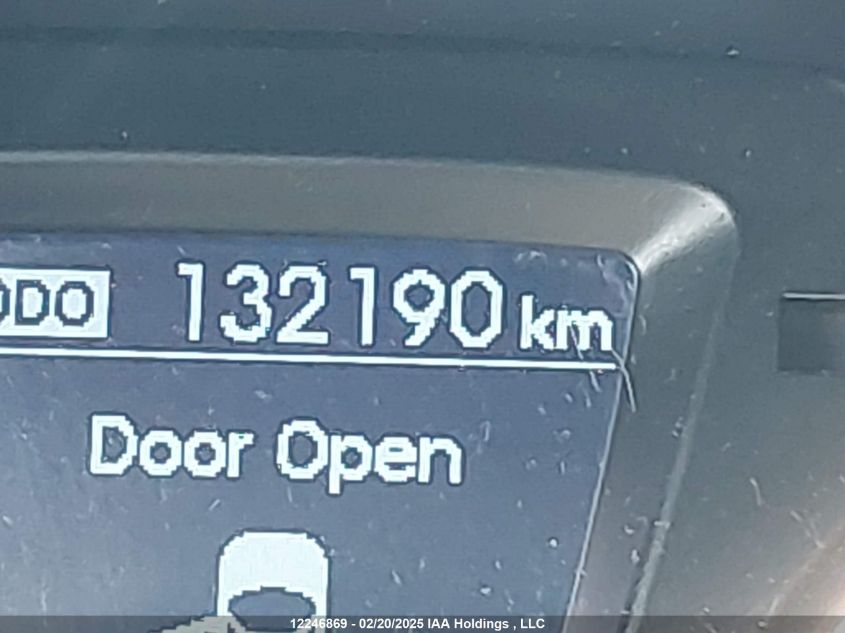 ODO 132190 km
Door Open
12246869 - 02/20/2025 IAA Holdings , LLC